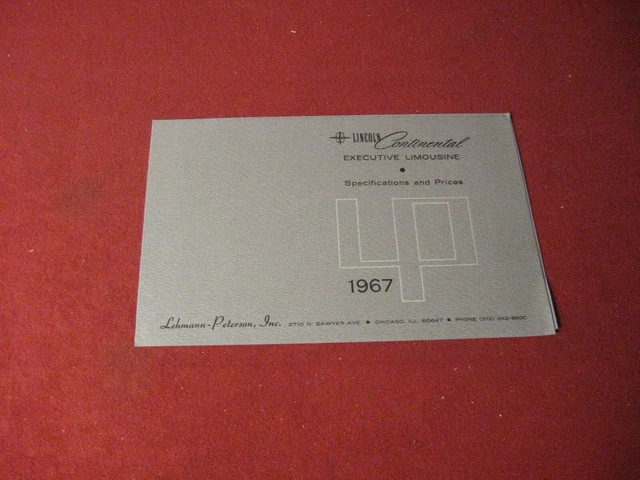 LINCOLN Continental
EXECUTIVE LIMOUSINE
Specifications and Prices
LP
1967
Lehmann-Peterson, Inc. 2710 N. SAWYER AVE. ★ CHICAGO, ILL. 60647 ★ PHONE (312) 342-8600